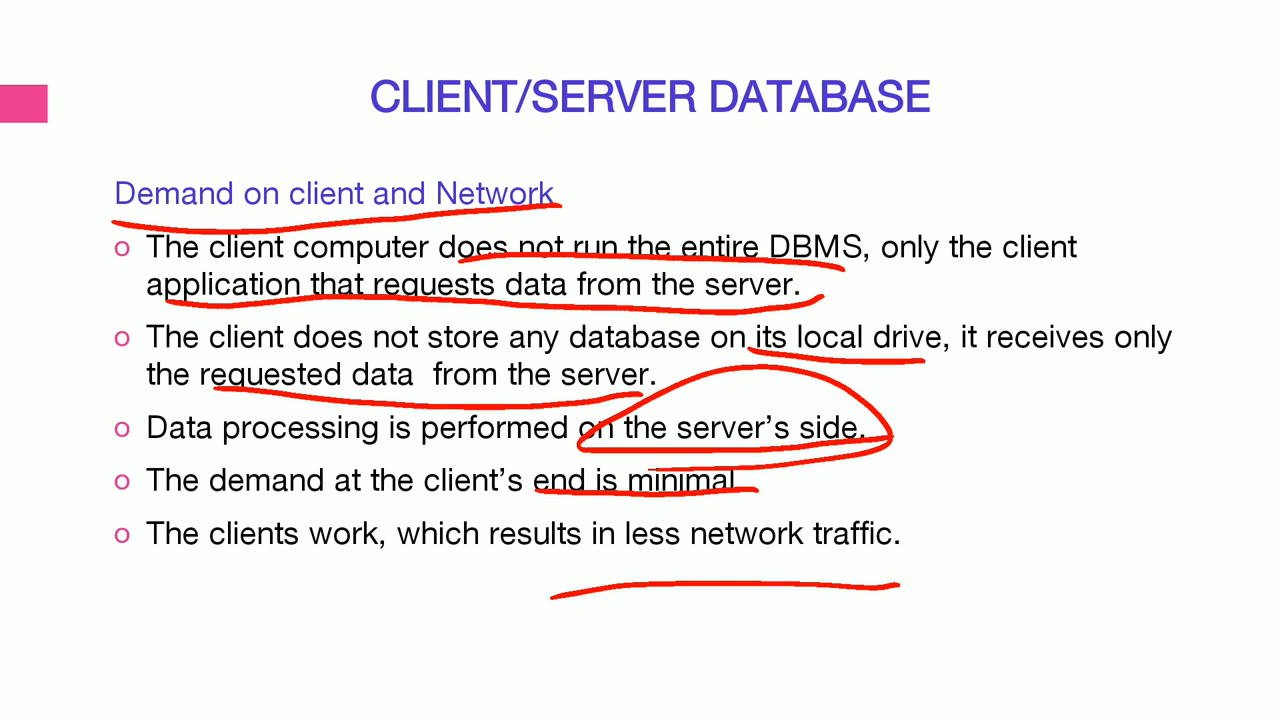 CLIENT/SERVER DATABASE
Demand on client and Network
o The client computer does not run the entire DBMS, only the client
application that requests data from the server.
o The client does not store any database on its local drive, it receives only
the requested data from the server.
o Data processing is performed on the server's side.
o The demand at the client's end is minimal.
o The clients work, which results in less network traffic.